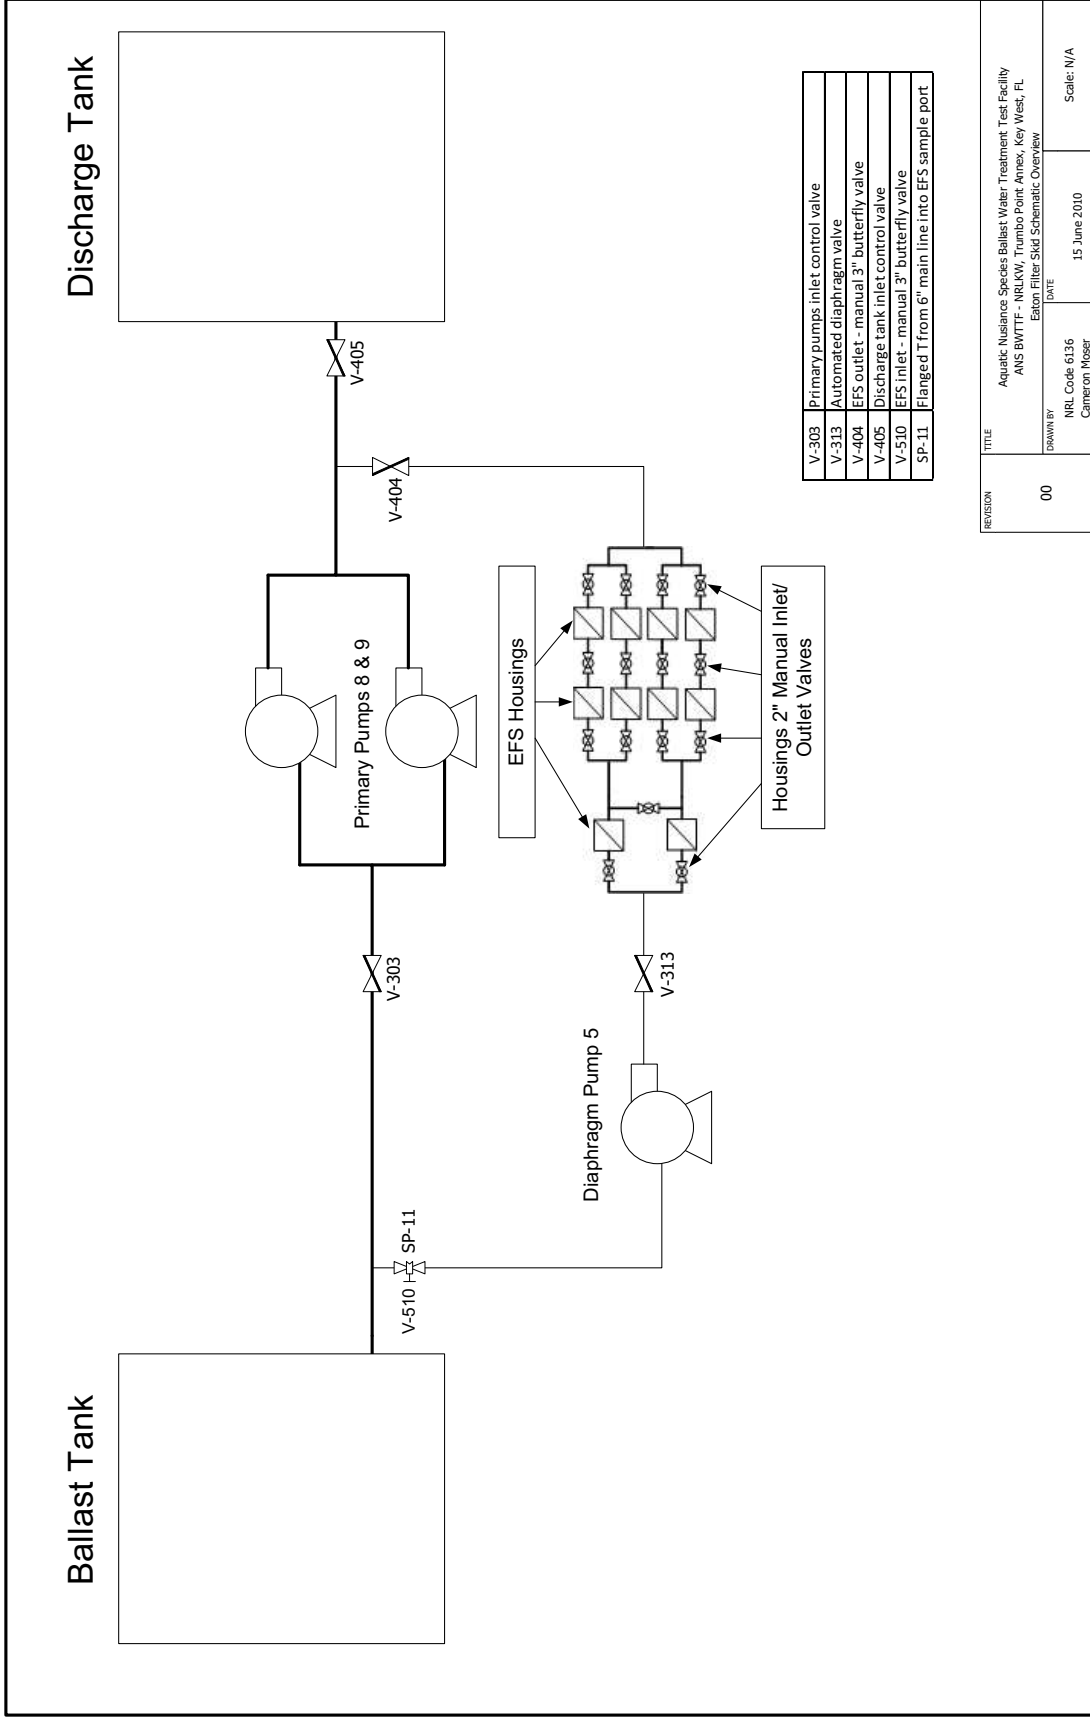 Ballast Tank
Discharge Tank
V-405
V-404
Primary Pumps 8 & 9
V-303
V-510
SP-11
Diaphragm Pump 5
V-313
EFS Housings
Housings 2" Manual Inlet/
Outlet Valves
V-303 Primary pumps inlet control valve
V-313 Automated diaphragm valve
V-404 EFS outlet - manual 3" butterfly valve
V-405 Discharge tank inlet control valve
V-510 EFS inlet - manual 3" butterfly valve
SP-11 Flanged T from 6" main line into EFS sample port
REVISION
00
TITLE
Aquatic Nusiance Species Ballast Water Treatment Test Facility
ANS BWTTF - NRLKW, Trumbo Point Annex, Key West, FL
Eaton Filter Skid Schematic Overview
DRAWN BY
NRL Code 6136
Cameron Moser
DATE
15 June 2010
Scale: N/A